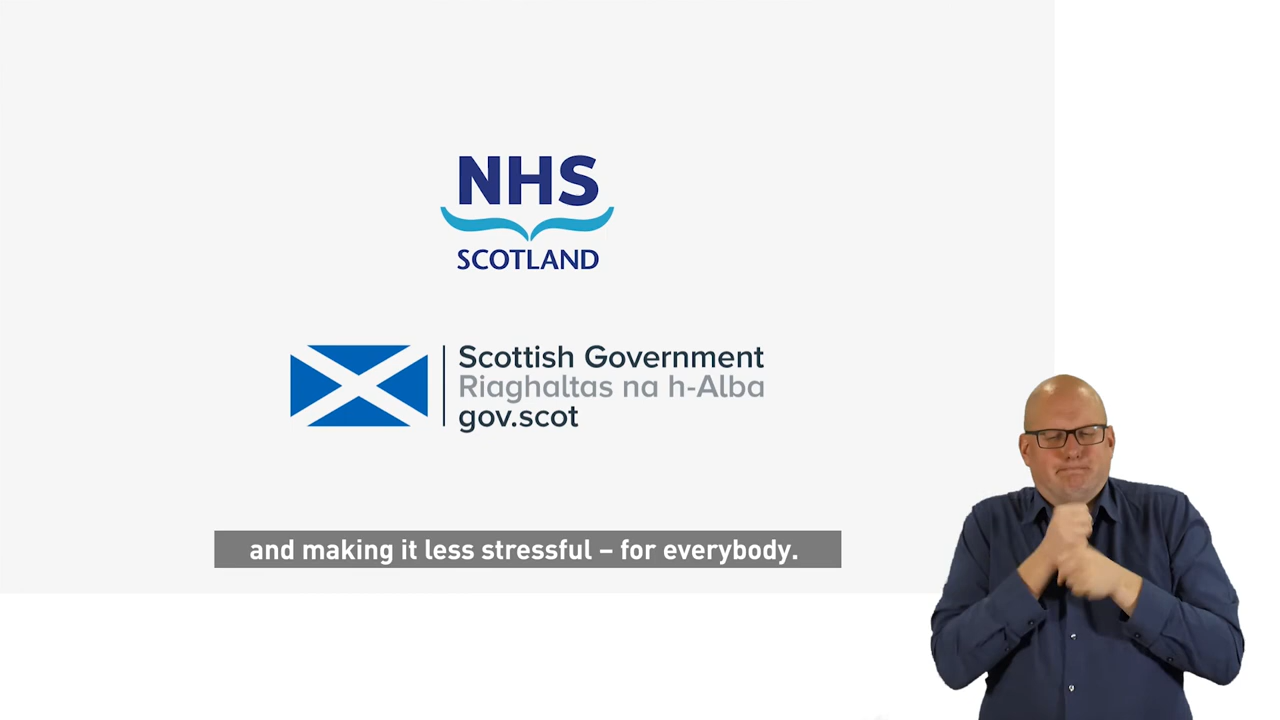 NHS
SCOTLAND
Scottish Government
Riaghaltas na h-Alba
gov.scot
and making it less stressful – for everybody.